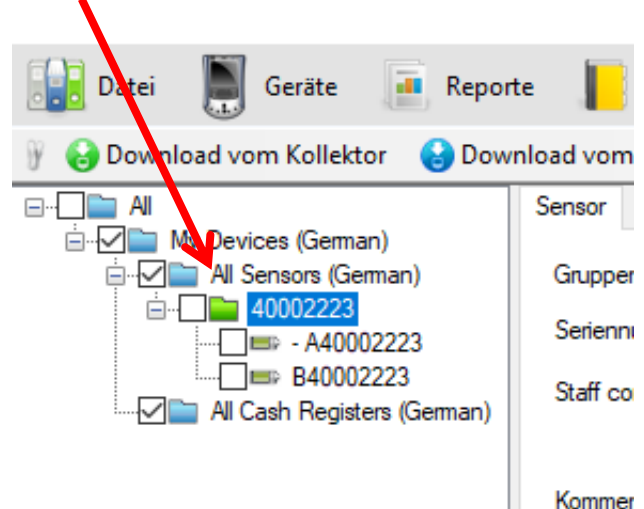 Datei Geräte Reporte
Download vom Kollektor Download vom
All
Sensor
My Devices (German)
All Sensors (German)
Gruppen
40002223
- A40002223
Seriennu
B40002223
Staff co
All Cash Registers (German)
Kommen